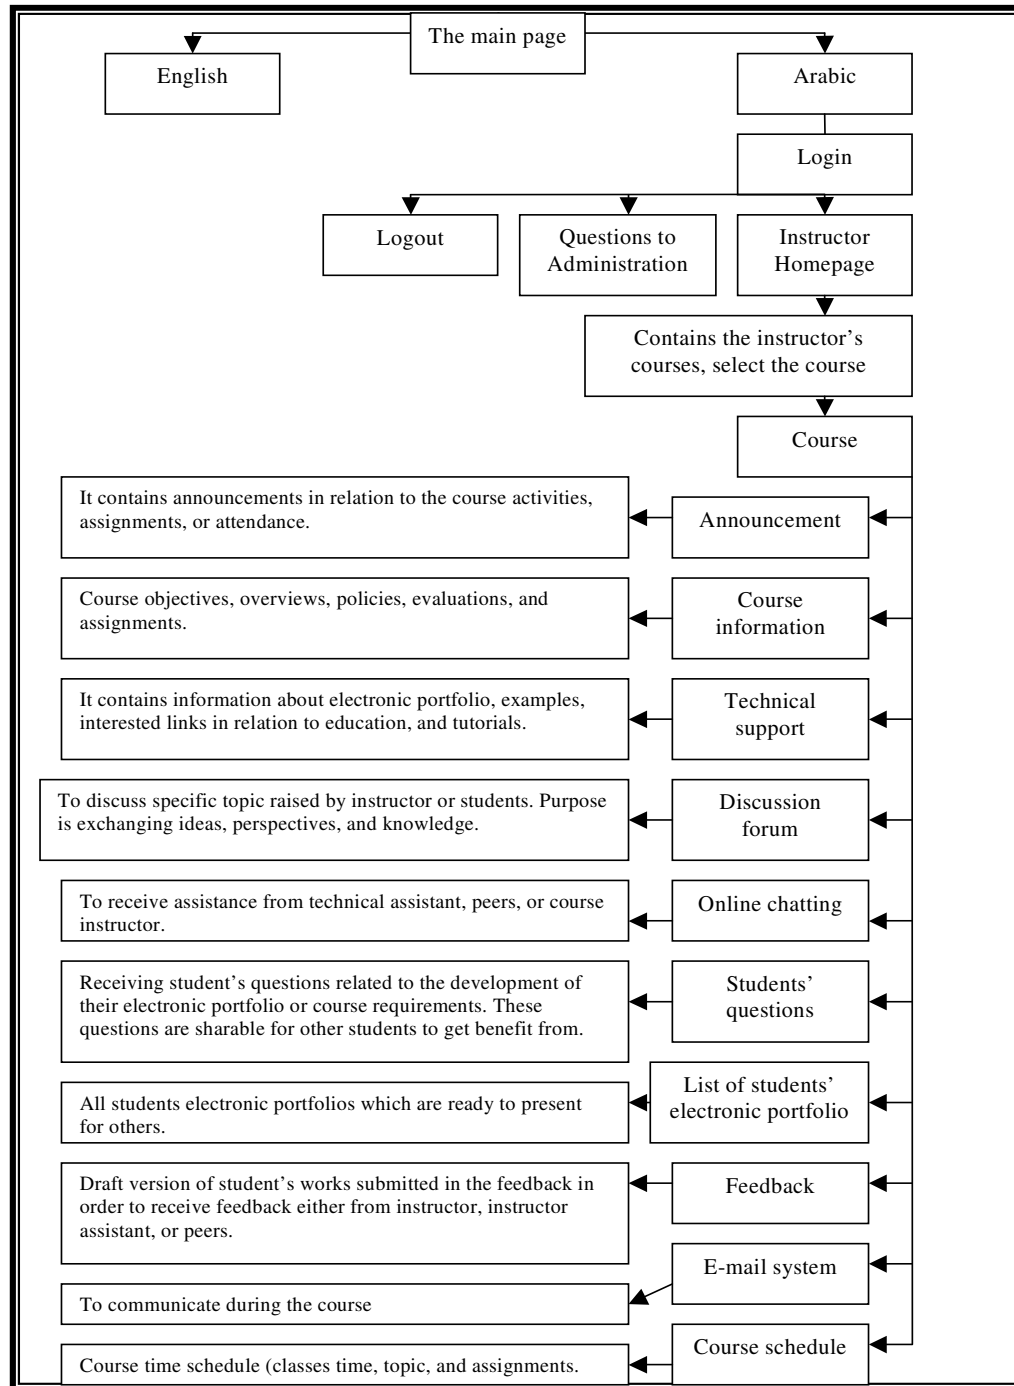 The main page
English
Arabic
Login
Logout
Questions to
Administration
Instructor
Homepage
Contains the instructor’s
courses, select the course
Course
It contains announcements in relation to the course activities,
assignments, or attendance.
Announcement
Course objectives, overviews, policies, evaluations, and
assignments.
Course
information
It contains information about electronic portfolio, examples,
interested links in relation to education, and tutorials.
Technical
support
To discuss specific topic raised by instructor or students. Purpose
is exchanging ideas, perspectives, and knowledge.
Discussion
forum
To receive assistance from technical assistant, peers, or course
instructor.
Online chatting
Receiving student’s questions related to the development of
their electronic portfolio or course requirements. These
questions are sharable for other students to get benefit from.
Students’
questions
All students electronic portfolios which are ready to present
for others.
List of students’
electronic portfolio
Draft version of student’s works submitted in the feedback in
order to receive feedback either from instructor, instructor
assistant, or peers.
Feedback
To communicate during the course
E-mail system
Course time schedule (classes time, topic, and assignments.
Course schedule